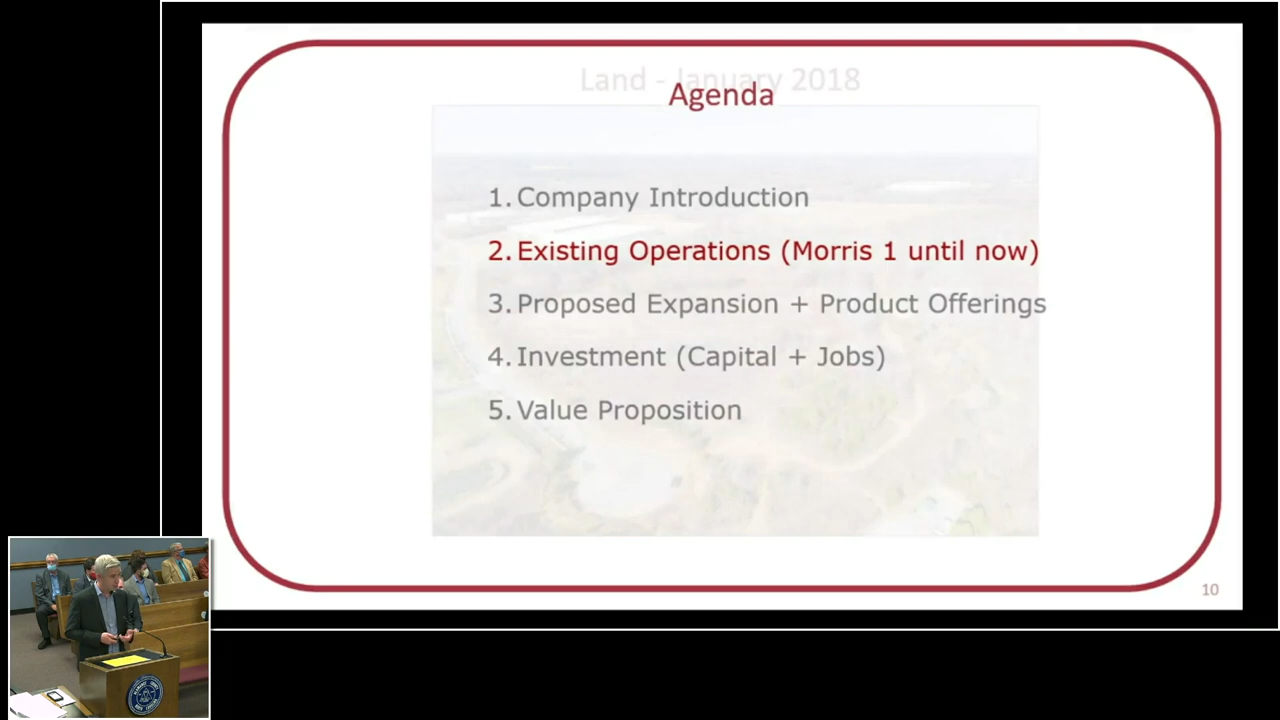 Land - January 2018
Agenda
1. Company Introduction
2. Existing Operations (Morris 1 until now)
3. Proposed Expansion + Product Offerings
4. Investment (Capital + Jobs)
5. Value Proposition
10